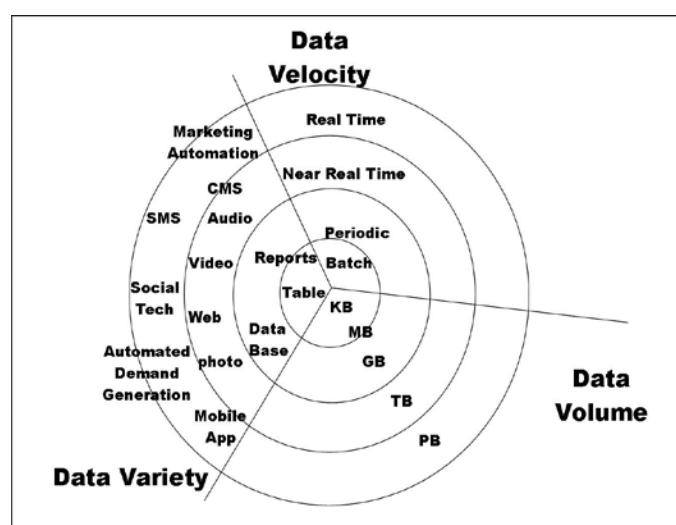 Data
Velocity
Real Time
Marketing
Automation
Near Real Time
CMS
SMS
Audio
Periodic
Reports
Batch
Video
Social
Tech
Table
KB
Web
Data
Base
MB
Automated
Demand
Generation
photo
GB
Data
Volume
TB
Mobile
App
PB
Data Variety